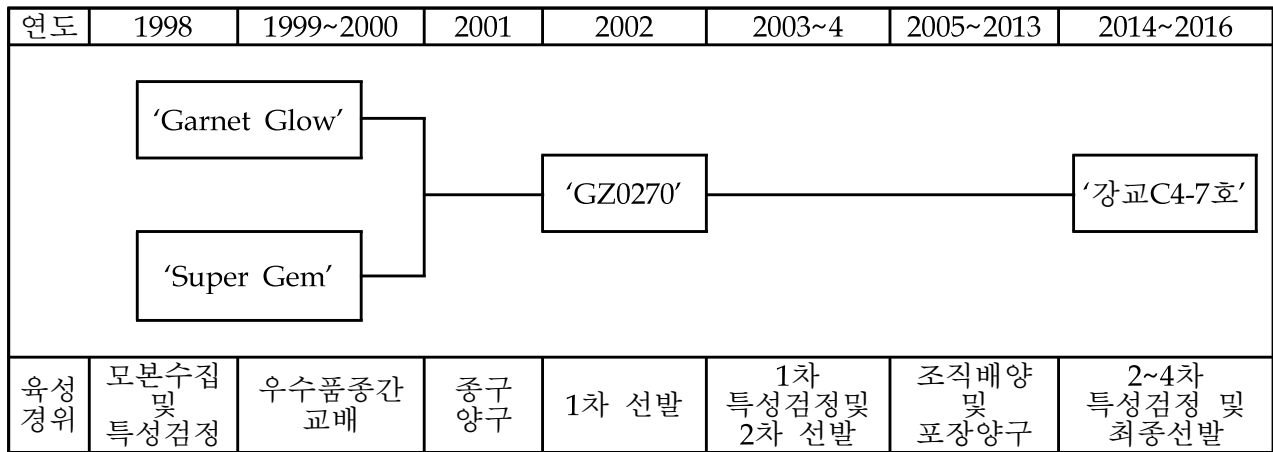 연도 1998 1999~2000 2001 2002 2003~4 2005~2013 2014~2016
‘Garnet Glow’
‘GZ0270’ ‘강교C4-7호’
‘Super Gem’
육성
경위
모본수집
및
특성검정
우수품종간
교배
종구
양구
1차 선발
1차
특성검정및
2차 선발
조직배양
및
포장양구
2~4차
특성검정 및
최종선발